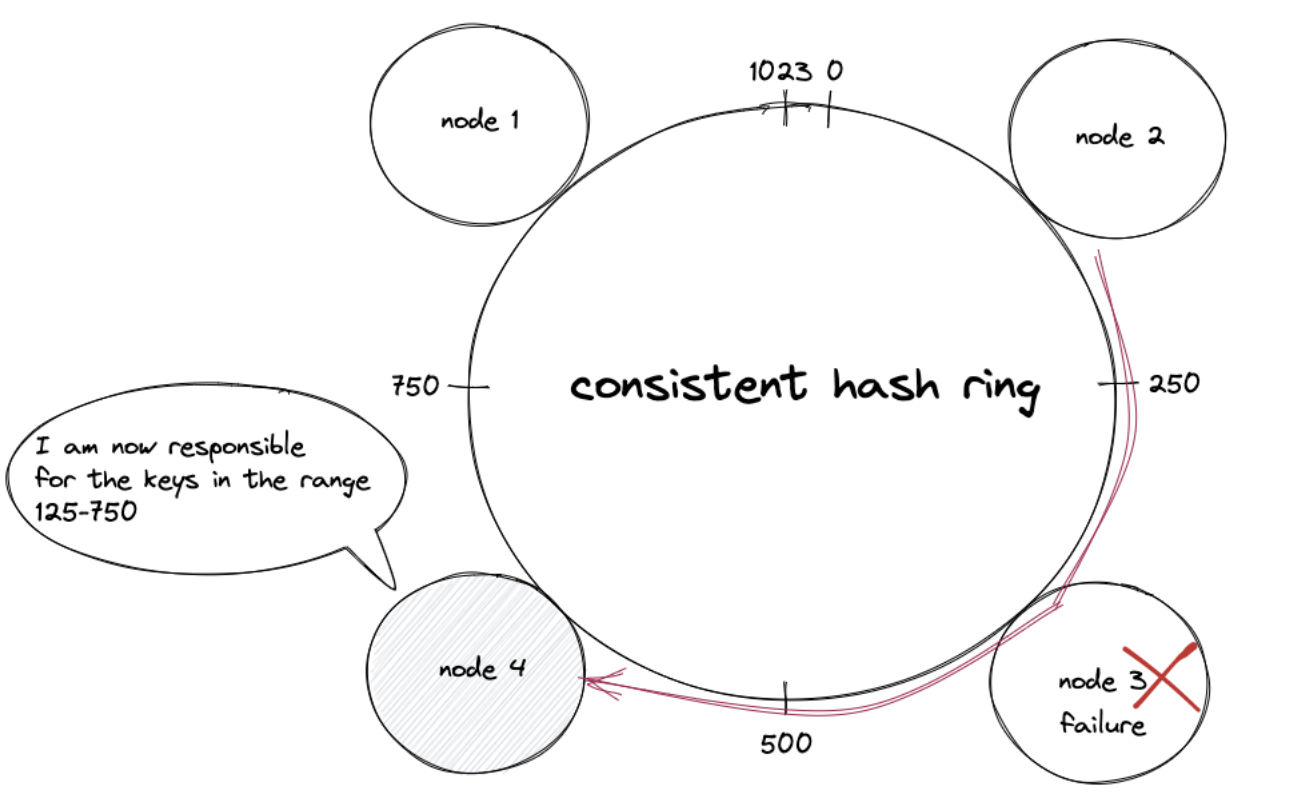 1023 0
node 1
node 2
750
consistent hash ring
250
I am now responsible
for the keys in the range
125-750
node 4
node 3
failure
500